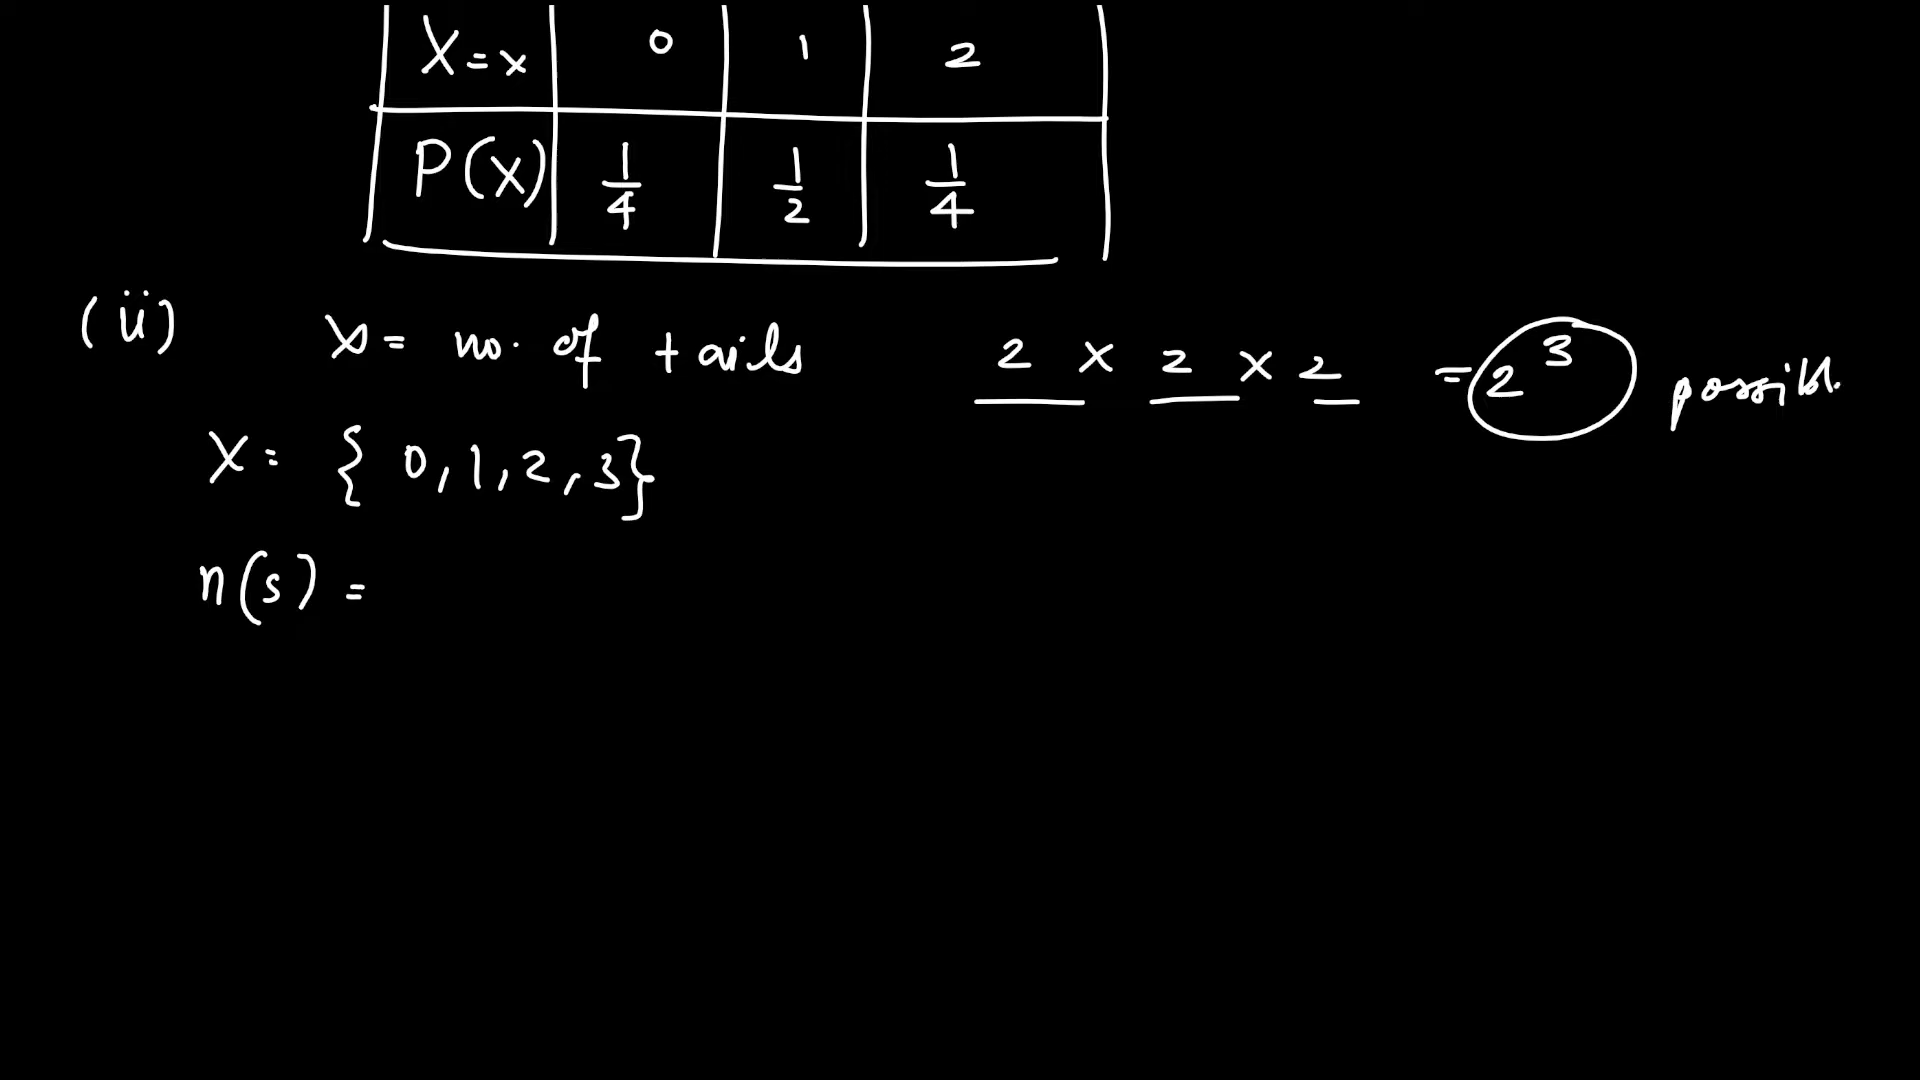 X=x 0 1 2
P(X) 1/4 1/2 1/4
(ii) X= no. of tails 2 × 2 × 2 = 2³ possibl.
X= { 0,1,2,3}
n(s) =